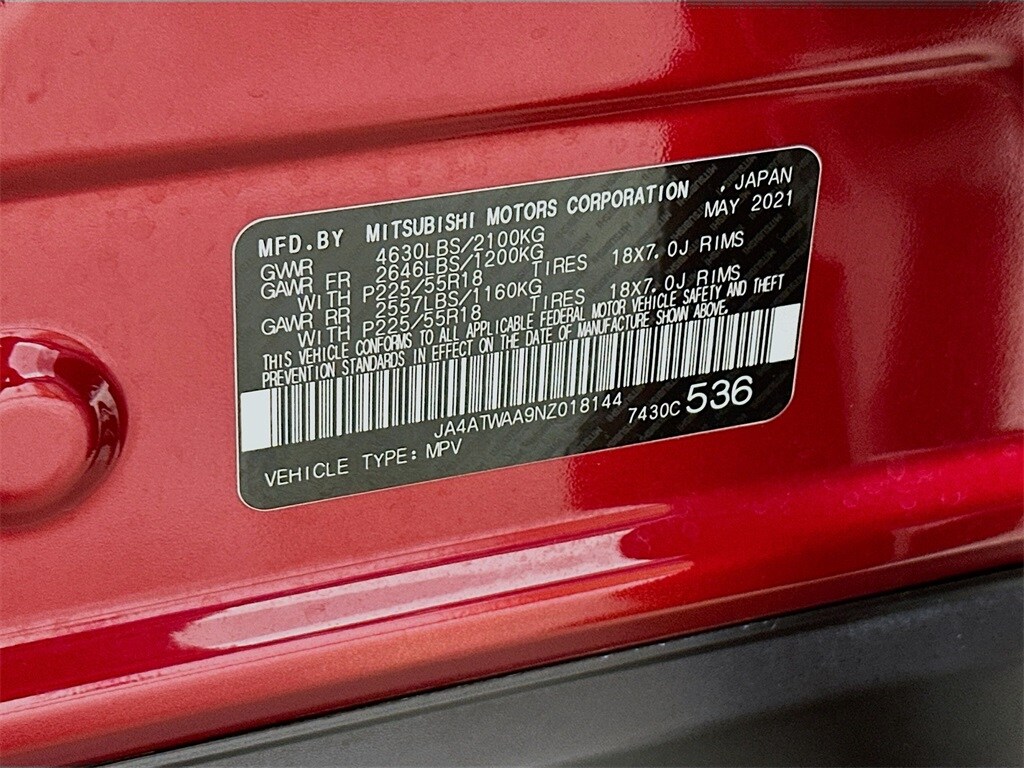 MFD.BY MITSUBISHI MOTORS CORPORATION , JAPAN
GVWR 4630LBS/2100KG MAY 2021
GAWR FR 2646LBS/1200KG
WITH P225/55R18 TIRES 18X7.0J RIMS
GAWR RR 2557LBS/1160KG
WITH P225/55R18 TIRES 18X7.0J RIMS
THIS VEHICLE CONFORMS TO ALL APPLICABLE FEDERAL MOTOR VEHICLE SAFETY AND THEFT
PREVENTION STANDARDS IN EFFECT ON THE DATE OF MANUFACTURE SHOWN ABOVE.
JA4ATWAA9NZ018144 7430C 536
VEHICLE TYPE: MPV